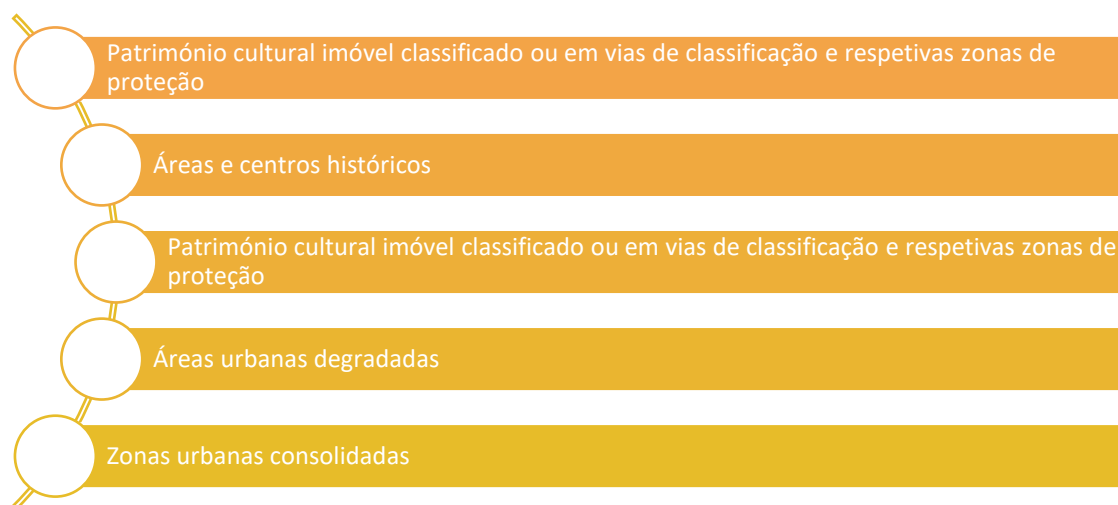 Património cultural imóvel classificado ou em vias de classificação e respetivas zonas de
proteção
Áreas e centros históricos
Património cultural imóvel classificado ou em vias de classificação e respetivas zonas de
proteção
Áreas urbanas degradadas
Zonas urbanas consolidadas